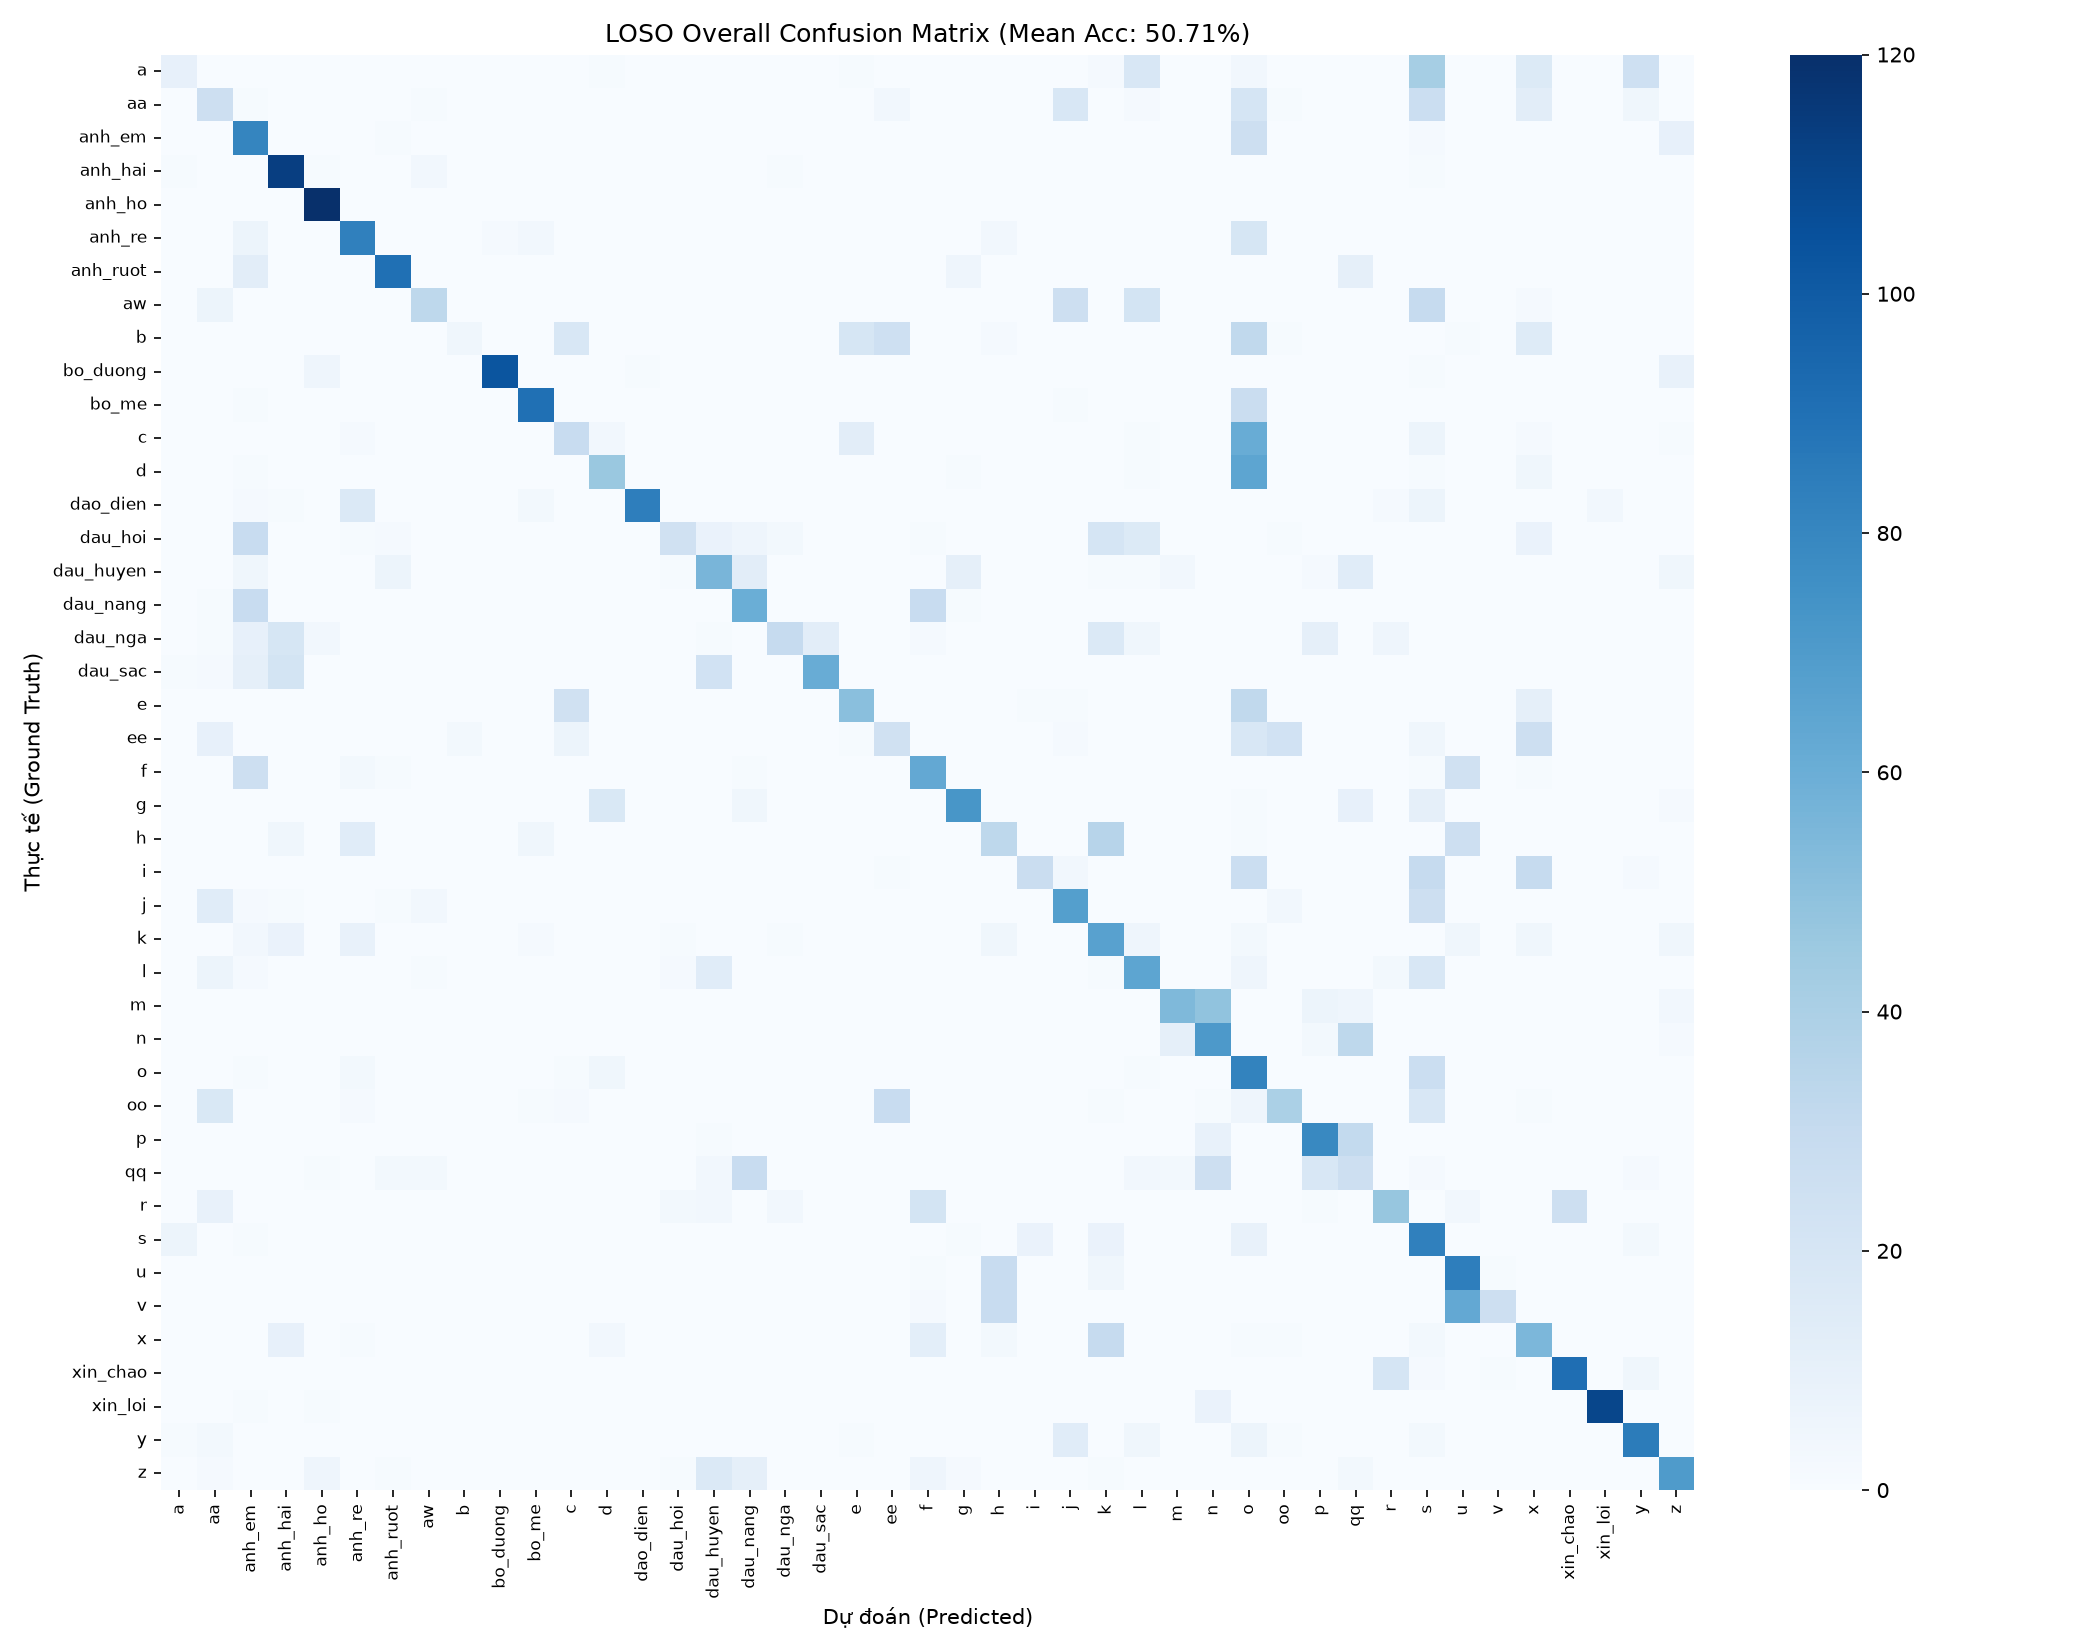 LOSO Overall Confusion Matrix (Mean Acc: 50.71%)
Thực tế (Ground Truth)
a
aa
anh_em
anh_hai
anh_ho
anh_re
anh_ruot
aw
b
bo_duong
bo_me
c
d
dao_dien
dau_hoi
dau_huyen
dau_nang
dau_nga
dau_sac
e
ee
f
g
h
i
j
k
l
m
n
o
oo
p
qq
r
s
u
v
x
xin_chao
xin_loi
y
z
a
aa
anh_em
anh_hai
anh_ho
anh_re
anh_ruot
aw
b
bo_duong
bo_me
c
d
dao_dien
dau_hoi
dau_huyen
dau_nang
dau_nga
dau_sac
e
ee
f
g
h
i
j
k
l
m
n
o
oo
p
qq
r
s
u
v
x
xin_chao
xin_loi
y
z
Dự đoán (Predicted)
120
100
80
60
40
20
0